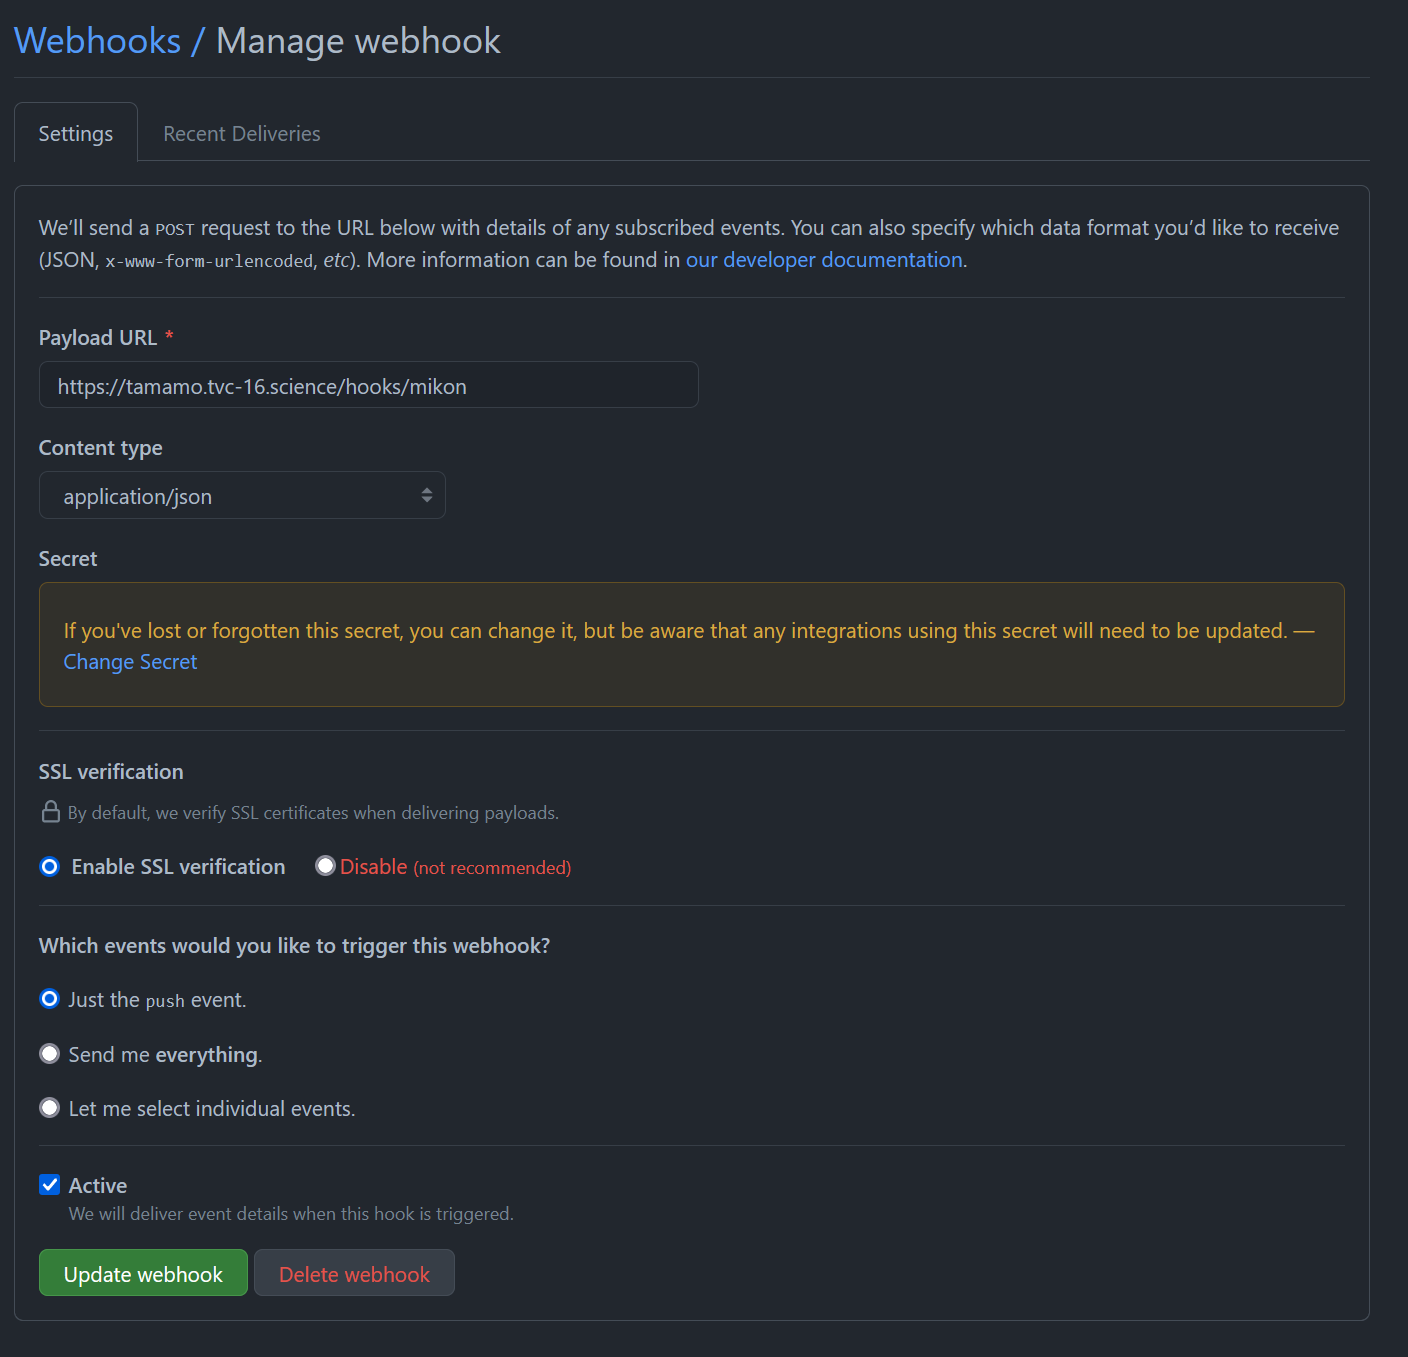 Webhooks / Manage webhook
Settings
Recent Deliveries
We’ll send a POST request to the URL below with details of any subscribed events. You can also specify which data format you’d like to receive
(JSON, x-www-form-urlencoded, etc). More information can be found in our developer documentation.
Payload URL *
https://tamamo.tvc-16.science/hooks/mikon
Content type
application/json
Secret
If you've lost or forgotten this secret, you can change it, but be aware that any integrations using this secret will need to be updated. —
Change Secret
SSL verification
By default, we verify SSL certificates when delivering payloads.
Enable SSL verification
Disable (not recommended)
Which events would you like to trigger this webhook?
Just the push event.
Send me everything.
Let me select individual events.
Active
We will deliver event details when this hook is triggered.
Update webhook
Delete webhook